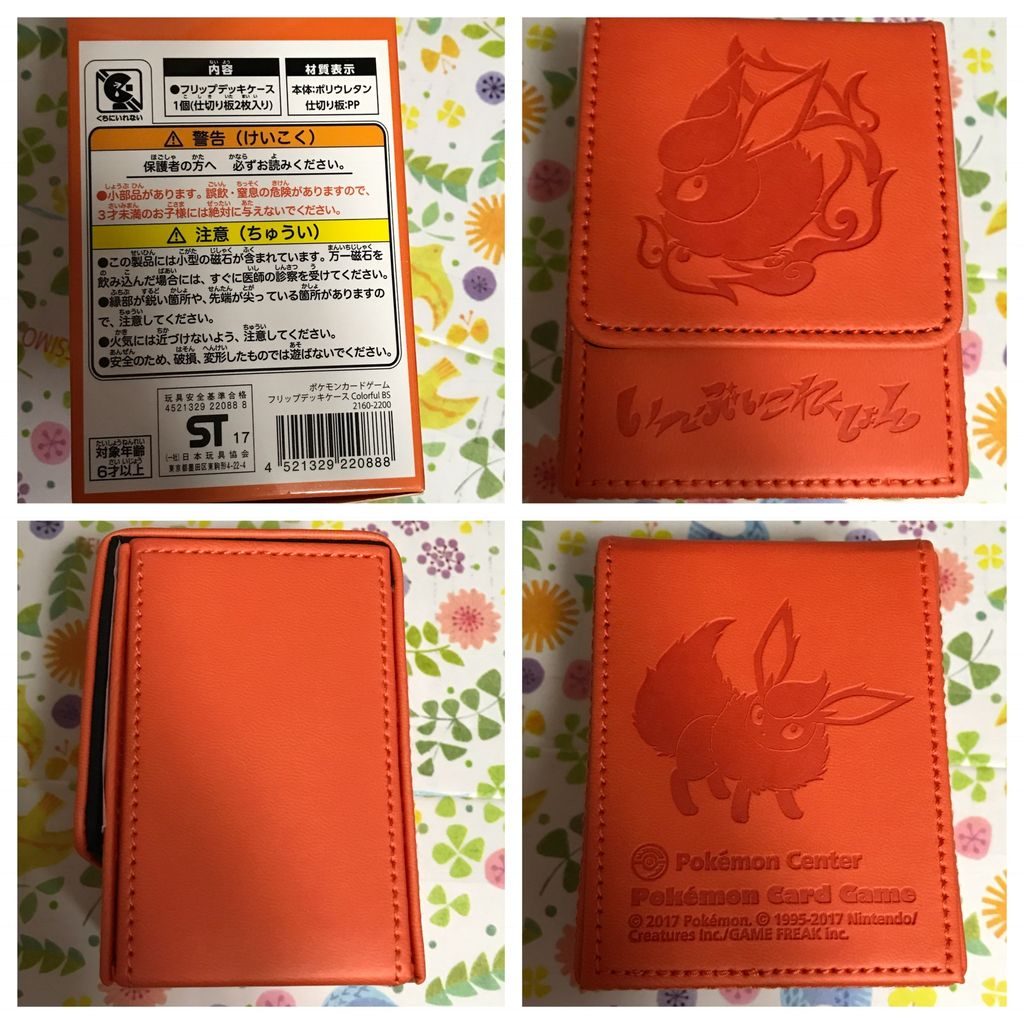 内容
●フリップデッキケース
1個(仕切り板2枚入り)
材質表示
本体:ポリウレタン
仕切り板:PP
くちにいれない
警告(けいこく)
保護者の方へ 必ずお読みください。
●小部品があります。誤飲・窒息の危険がありますので、
3才未満のお子様には絶対に与えないでください。
注意(ちゅうい)
●この製品には小型の磁石が含まれています。万一磁石を
飲み込んだ場合には、すぐに医師の診察を受けてください。
●縁部が鋭い箇所や、先端が尖っている箇所がありますの
で、注意してください。
●火気には近づけないよう、注意してください。
●安全のため、破損、変形したものでは遊ばないでください。
対象年齢
6才以上
玩具安全基準合格
4521329 22088 8
ST 17
(一社)日本玩具協会
東京都墨田区東駒形4-22-4
ポケモンカードゲーム
フリップデッキケース Colorful BS
2160-2200
4 521329 220888
いーぶいこれくしょん
Pokémon Center
Pokémon Card Game
© 2017 Pokémon. © 1995-2017 Nintendo/
Creatures Inc./GAME FREAK inc.